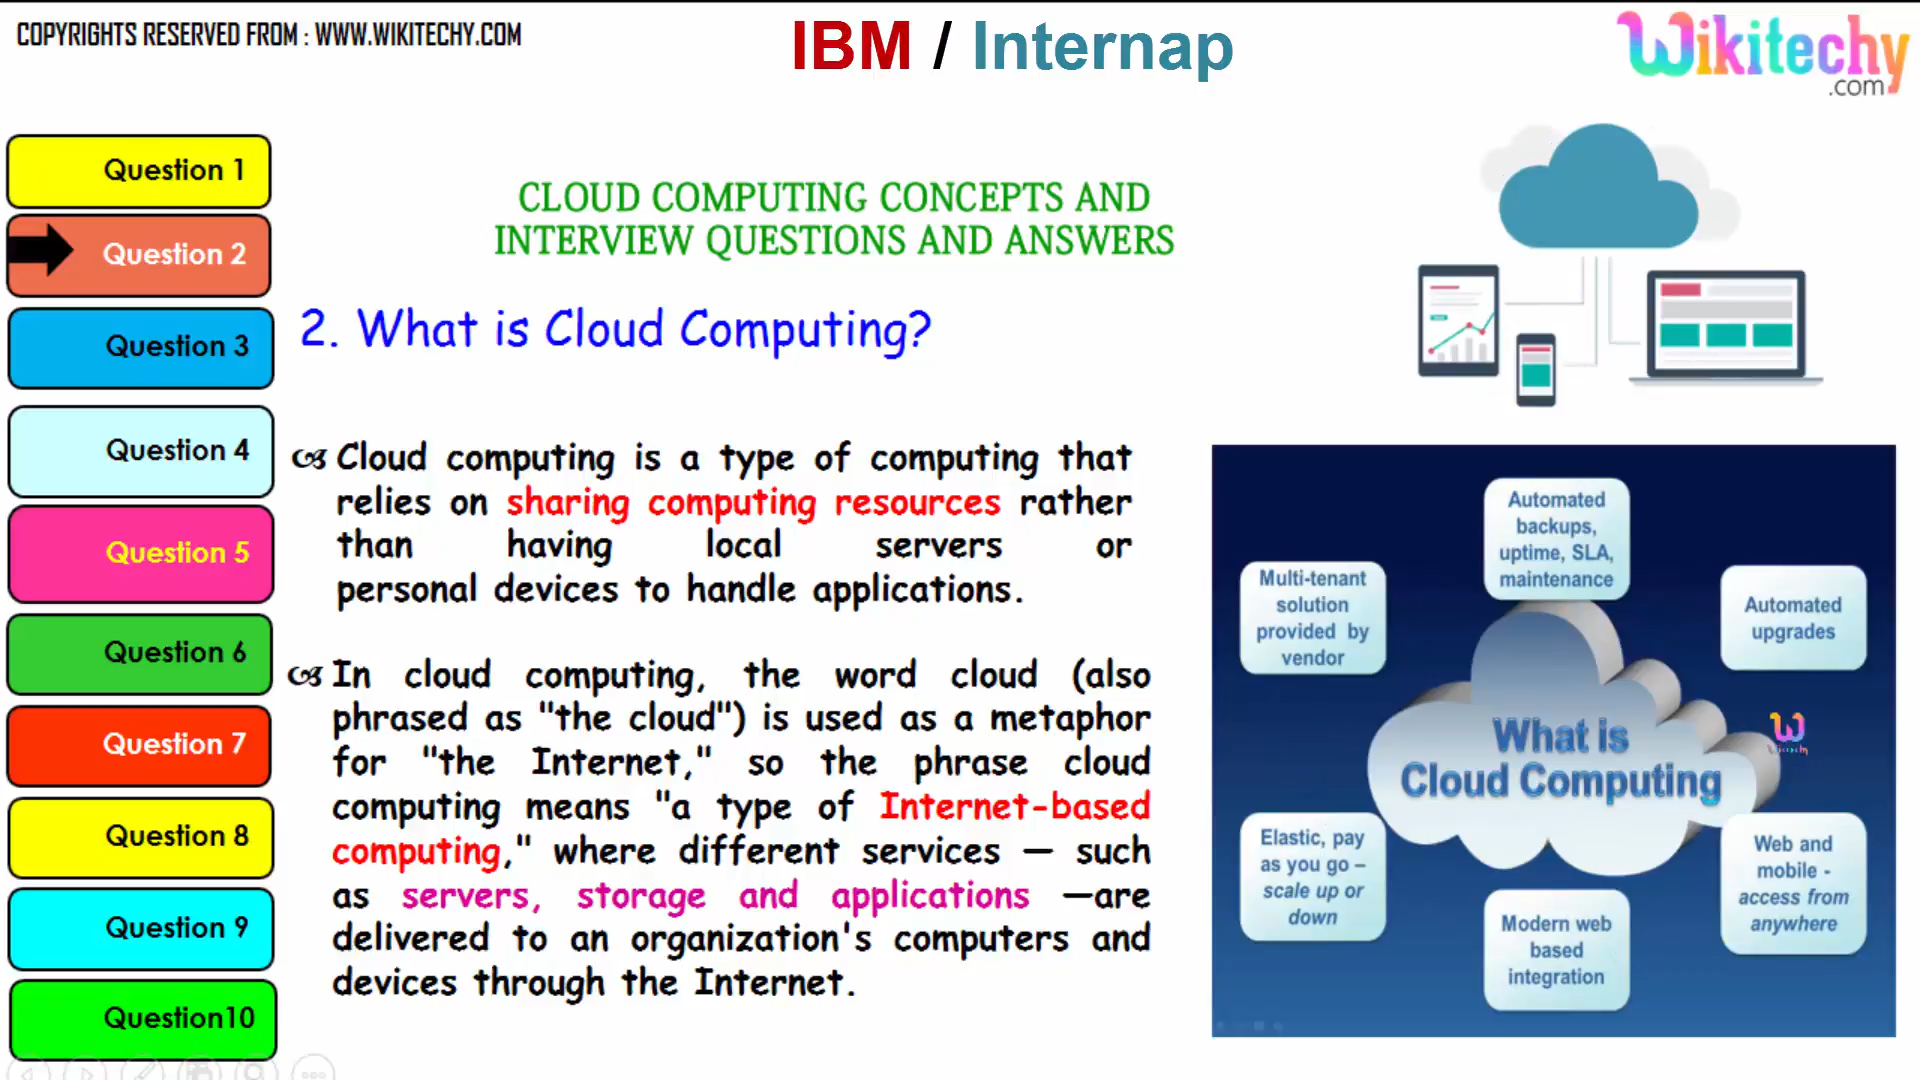 COPYRIGHTS RESERVED FROM : WWW.WIKITECHY.COM
IBM / Internap
Wikitechy
.com
Question 1
Question 2
Question 3
Question 4
Question 5
Question 6
Question 7
Question 8
Question 9
Question10
CLOUD COMPUTING CONCEPTS AND
INTERVIEW QUESTIONS AND ANSWERS
2. What is Cloud Computing?
Cloud computing is a type of computing that
relies on sharing computing resources rather
than having local servers or
personal devices to handle applications.
In cloud computing, the word cloud (also
phrased as "the cloud") is used as a metaphor
for "the Internet," so the phrase cloud
computing means "a type of Internet-based
computing," where different services — such
as servers, storage and applications —are
delivered to an organization's computers and
devices through the Internet.
Automated
backups,
uptime, SLA,
maintenance
Multi-tenant
solution
provided by
vendor
Automated
upgrades
What is
Cloud Computing
Elastic, pay
as you go –
scale up or
down
Web and
mobile -
access from
anywhere
Modern web
based
integration